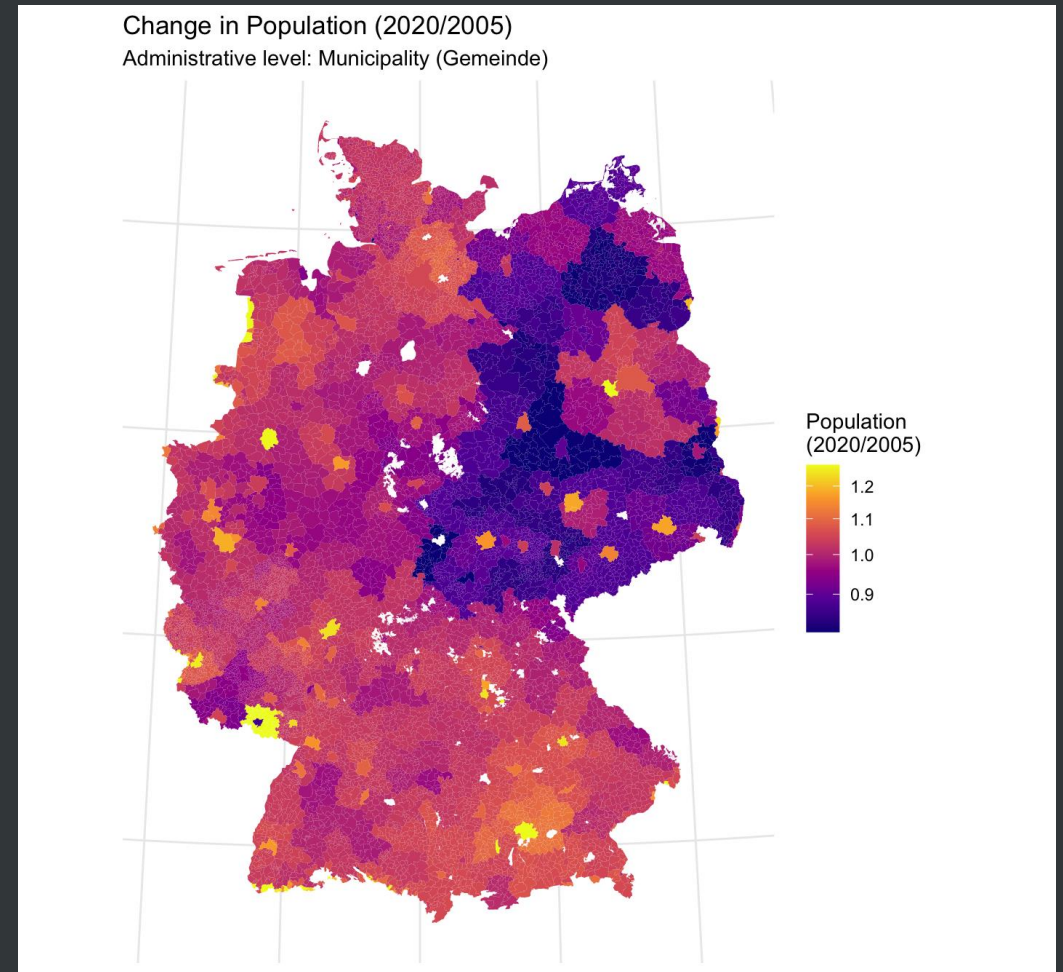 Change in Population (2020/2005)
Administrative level: Municipality (Gemeinde)
Population
(2020/2005)
1.2
1.1
1.0
0.9